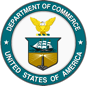 DEPARTMENT OF COMMERCE
UNITED STATES OF AMERICA